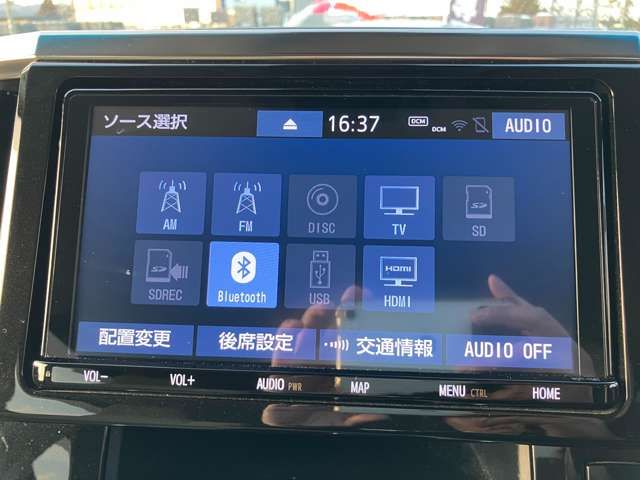 ソース選択 16:37 DCM DCM AUDIO
AM FM DISC TV SD
SDREC Bluetooth USB HDMI HDMI
配置変更 後席設定 交通情報 AUDIO OFF
VOL− VOL+ AUDIO PWR MAP MENU CTRL HOME